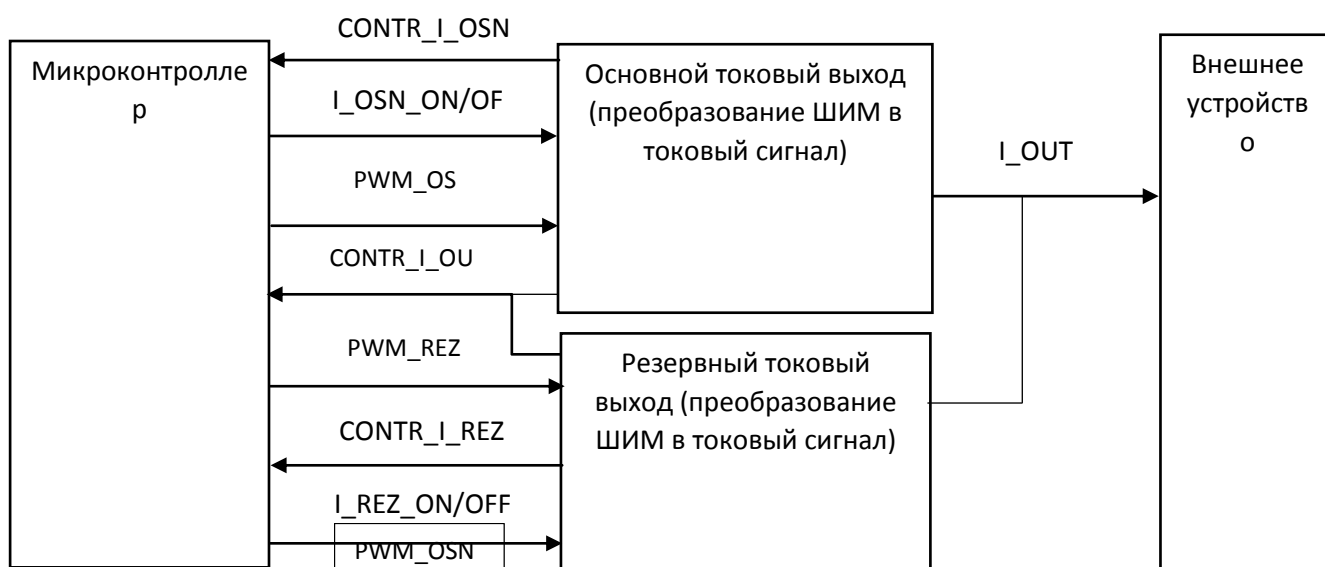 CONTR_I_OSN
Микроконтролле
р
I_OSN_ON/OF
PWM_OS
CONTR_I_OU
PWM_REZ
CONTR_I_REZ
I_REZ_ON/OFF
PWM_OSN
Основной токовый выход
(преобразование ШИМ в
токовый сигнал)
Резервный токовый
выход (преобразование
ШИМ в токовый сигнал)
I_OUT
Внешнее
устройств
о